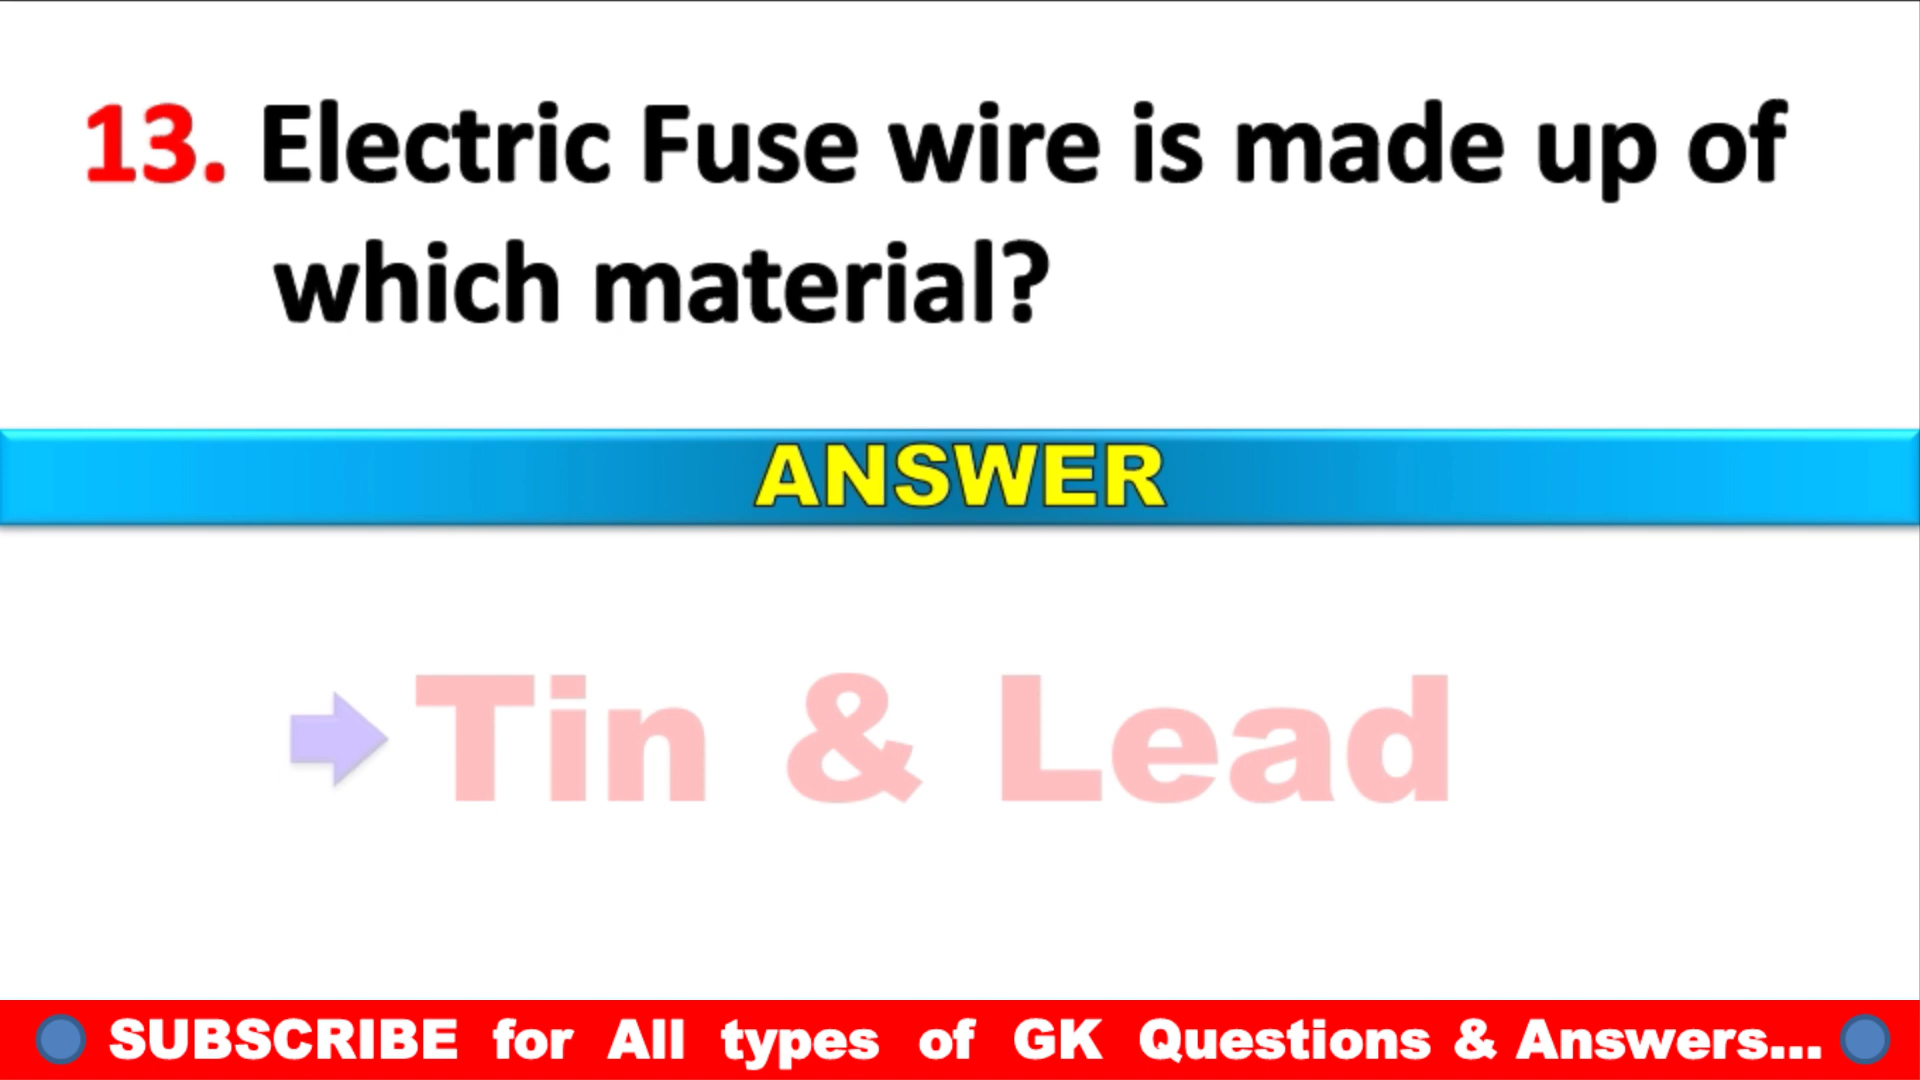 13. Electric Fuse wire is made up of
which material?
ANSWER
Tin & Lead
SUBSCRIBE for All types of GK Questions & Answers...